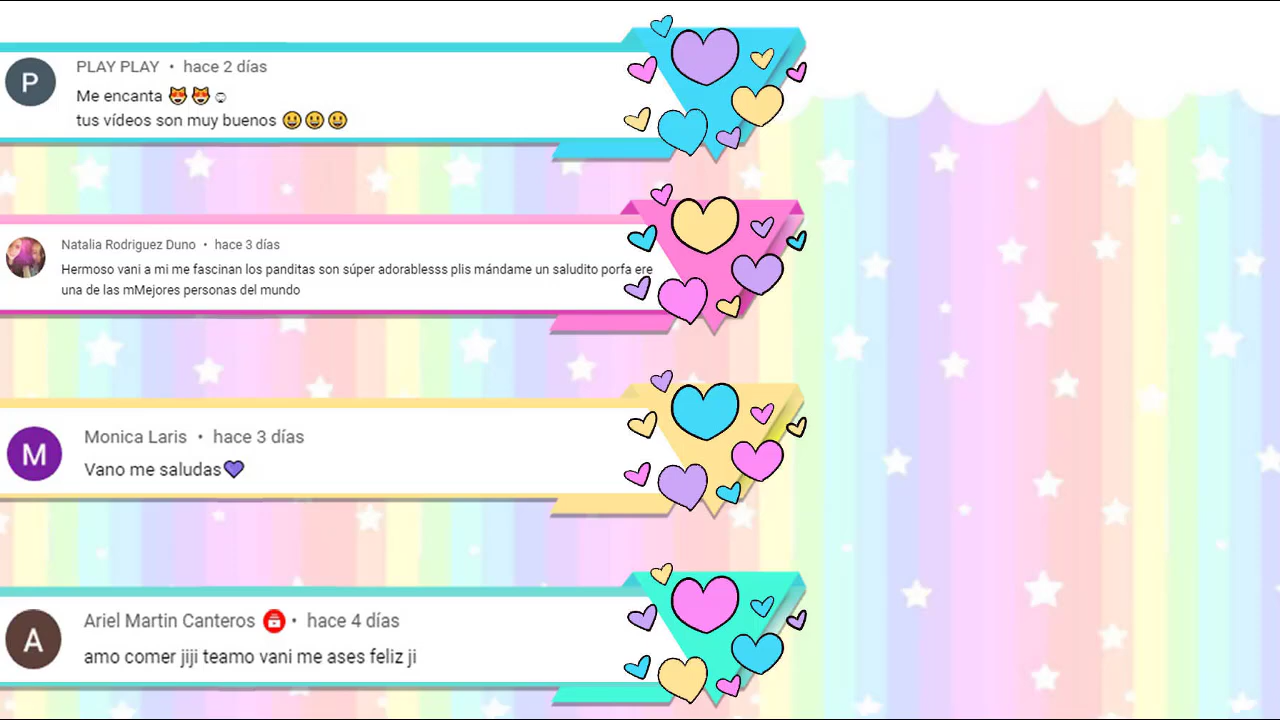 P
PLAY PLAY • hace 2 días
Me encanta 😻😻☺
tus vídeos son muy buenos 😀😀😀
Natalia Rodriguez Duno • hace 3 días
Hermoso vani a mi me fascinan los panditas son súper adorablesss plis mándame un saludito porfa ere
una de las mMejores personas del mundo
M
Monica Laris • hace 3 días
Vano me saludas💜
A
Ariel Martin Canteros • hace 4 días
amo comer jiji teamo vani me ases feliz ji